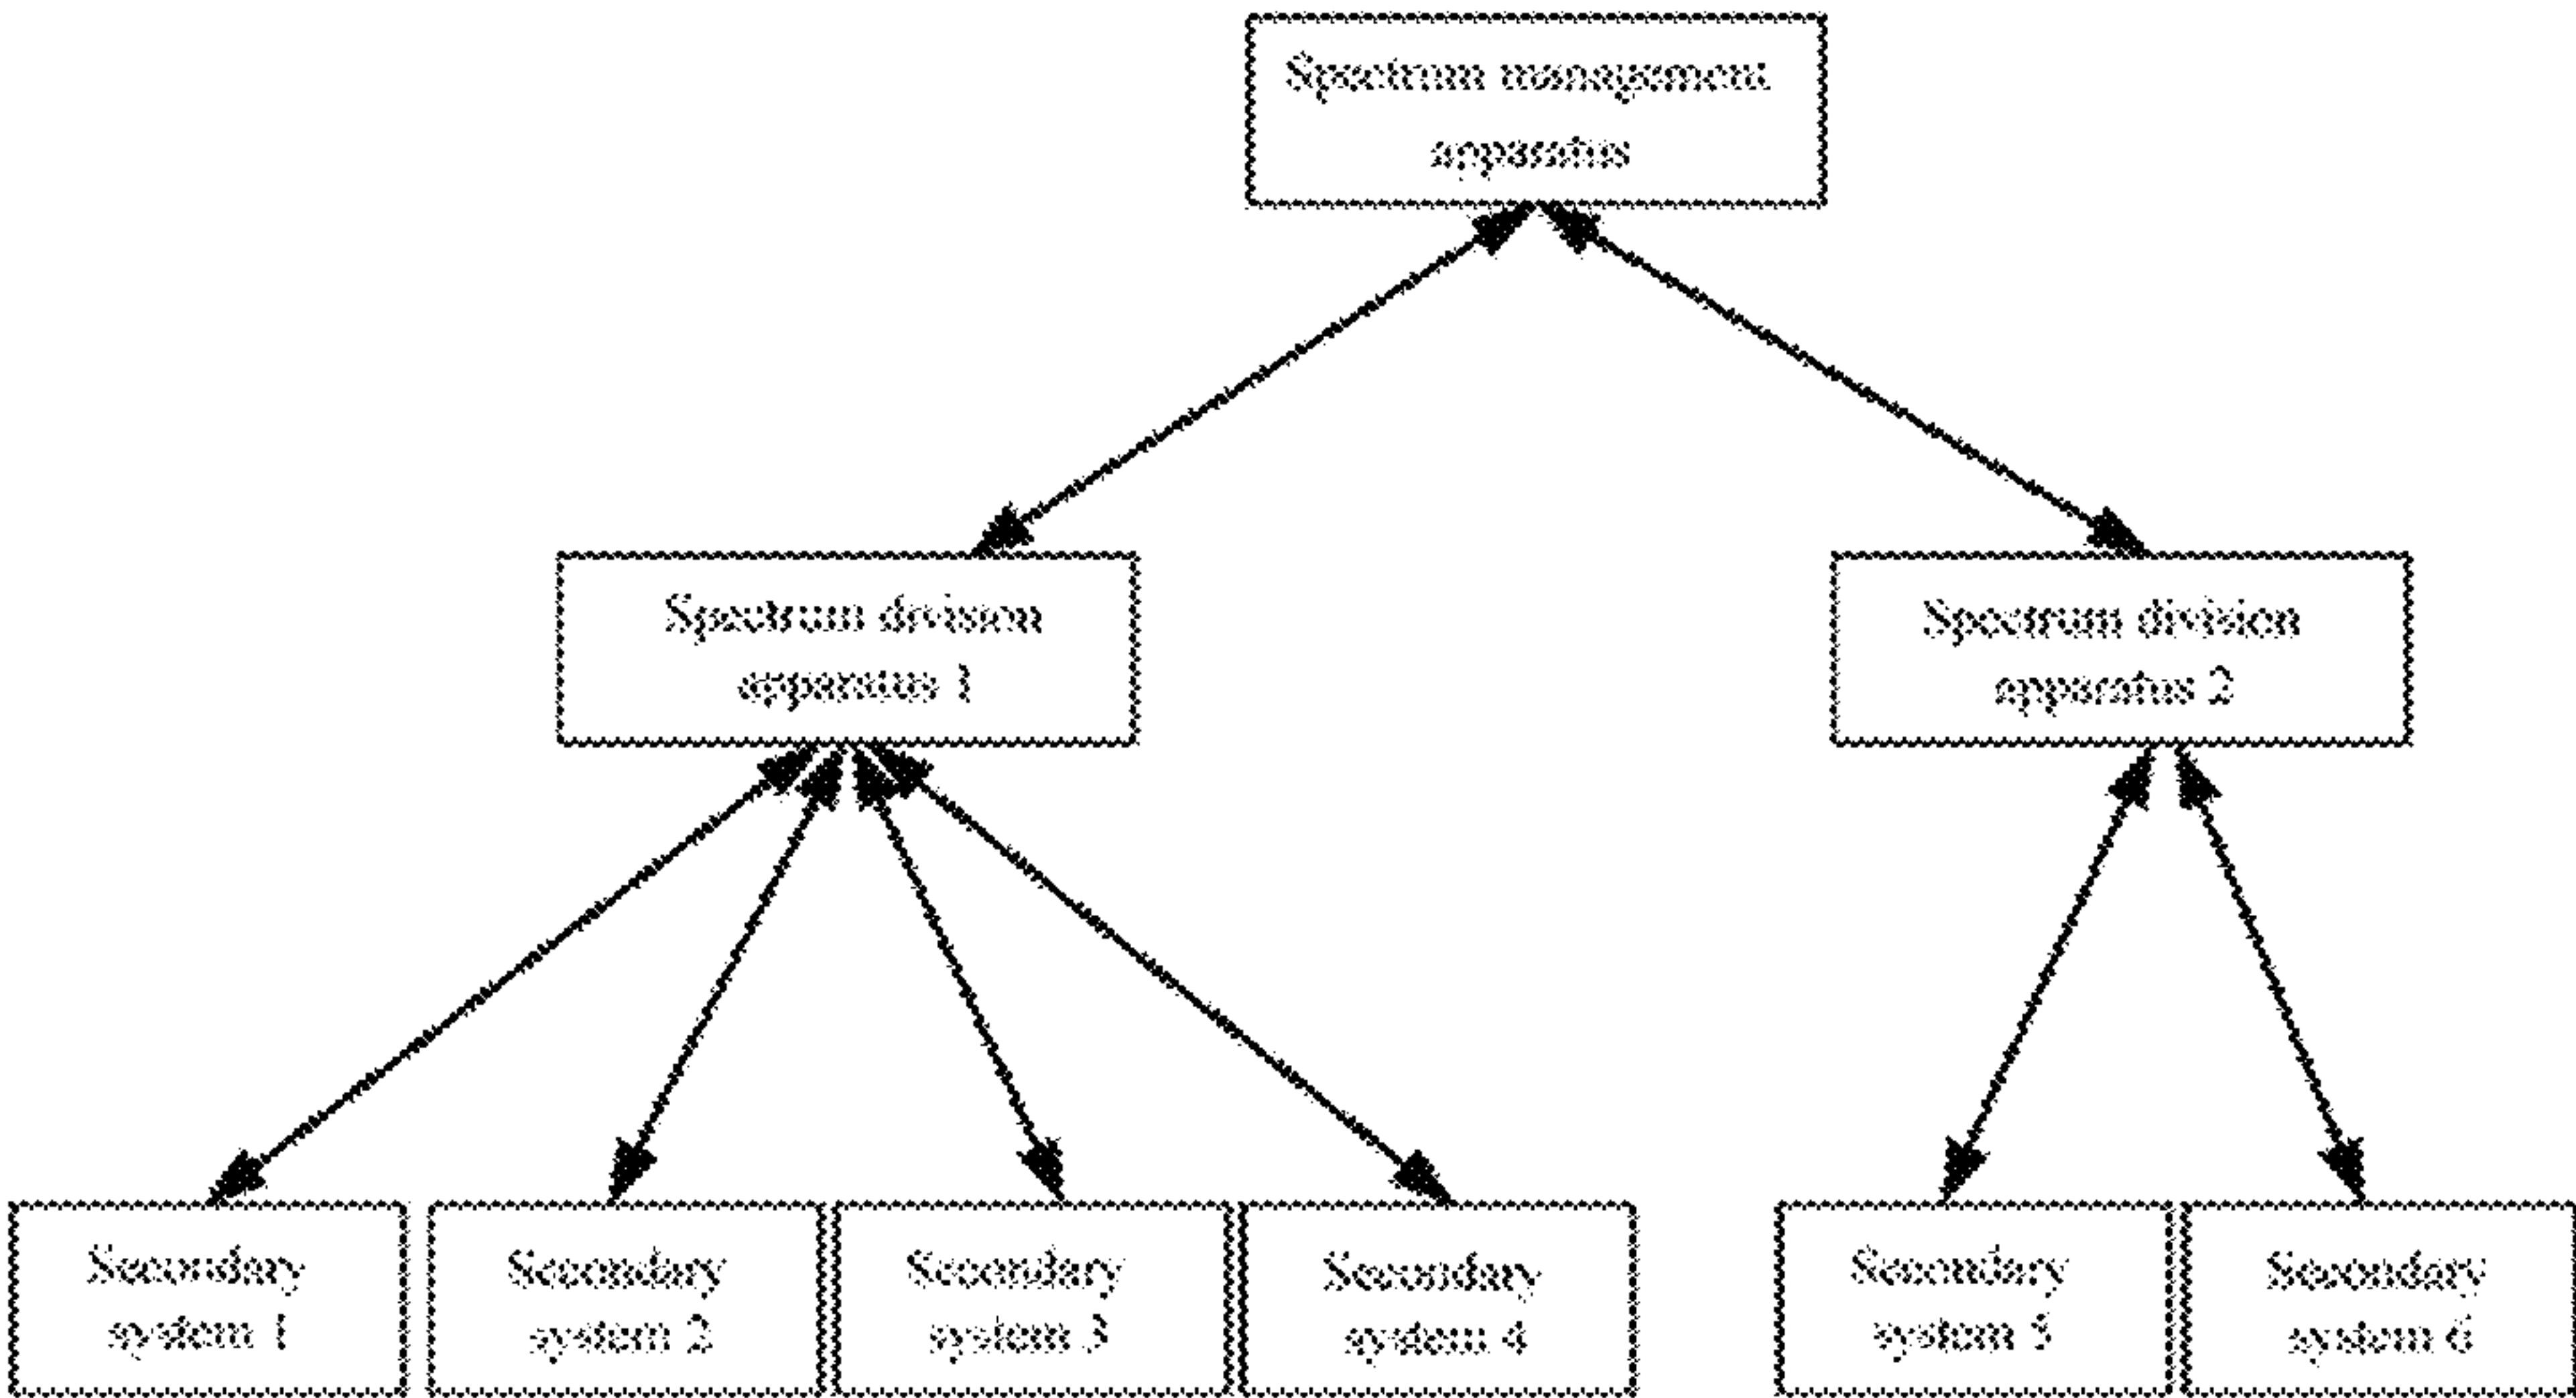 Spectrum management
apparatus
Spectrum division
apparatus 1
Spectrum division
apparatus 2
Secondary
system 1
Secondary
system 2
Secondary
system 3
Secondary
system 4
Secondary
system 5
Secondary
system 6